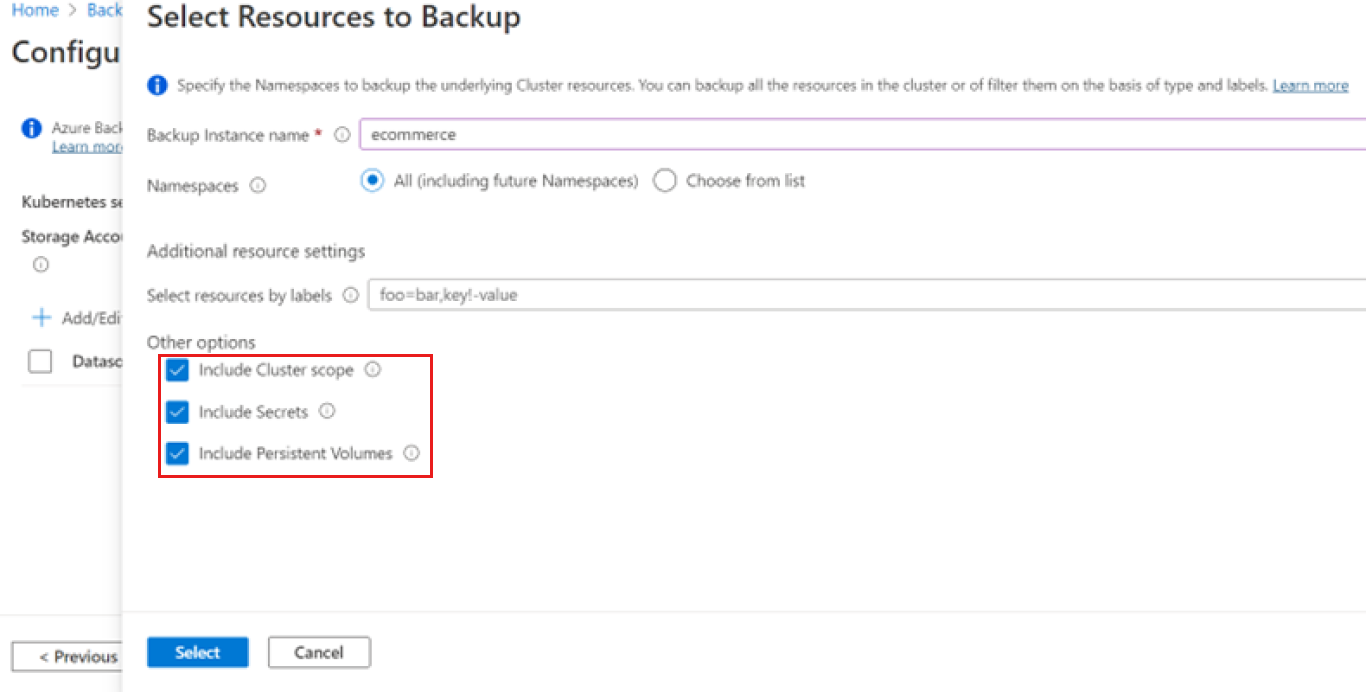 Home > Back
Select Resources to Backup
Configu
Specify the Namespaces to backup the underlying Cluster resources. You can backup all the resources in the cluster or of filter them on the basis of type and labels. Learn more
Azure Back
Learn more
Backup Instance name * ecommerce
Namespaces All (including future Namespaces) Choose from list
Kubernetes se
Storage Accou
Additional resource settings
Select resources by labels foo=bar,key!-value
+ Add/Edi
Other options
Datasc
Include Cluster scope
Include Secrets
Include Persistent Volumes
< Previous
Select Cancel